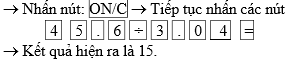 → Nhấn nút: ON/C → Tiếp tục nhấn các nút
4 5 . 6 ÷ 3 . 0 4 =
→ Kết quả hiện ra là 15.